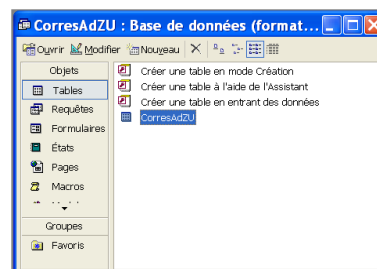 CorresAdZU : Base de données (format...
Ouvrir Modifier Nouveau
Objets
Tables
Requêtes
Formulaires
États
Pages
Macros
Groupes
Favoris
Créer une table en mode Création
Créer une table à l'aide de l'Assistant
Créer une table en entrant des données
CorresAdZU